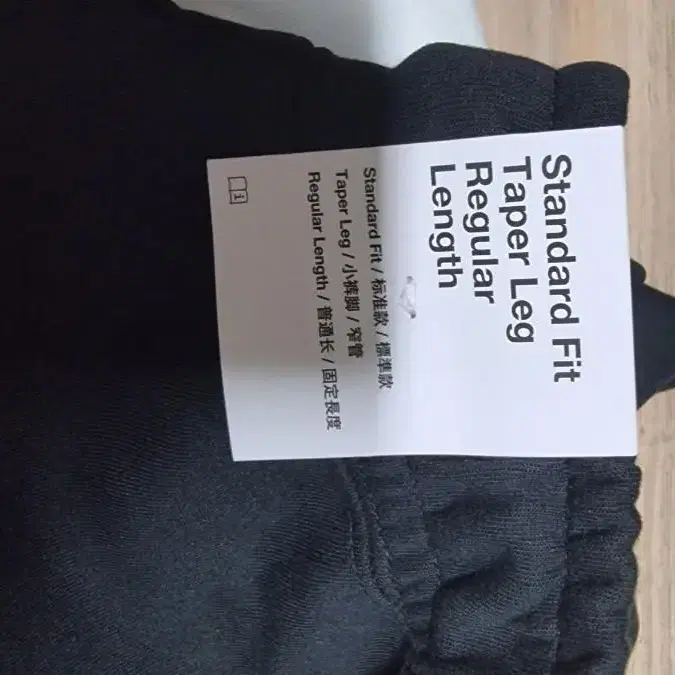 Standard Fit
Taper Leg
Regular
Length
Standard Fit / 标准款 / 標準款
Taper Leg / 小裤脚 / 窄管
Regular Length / 普通长 / 固定長度
i